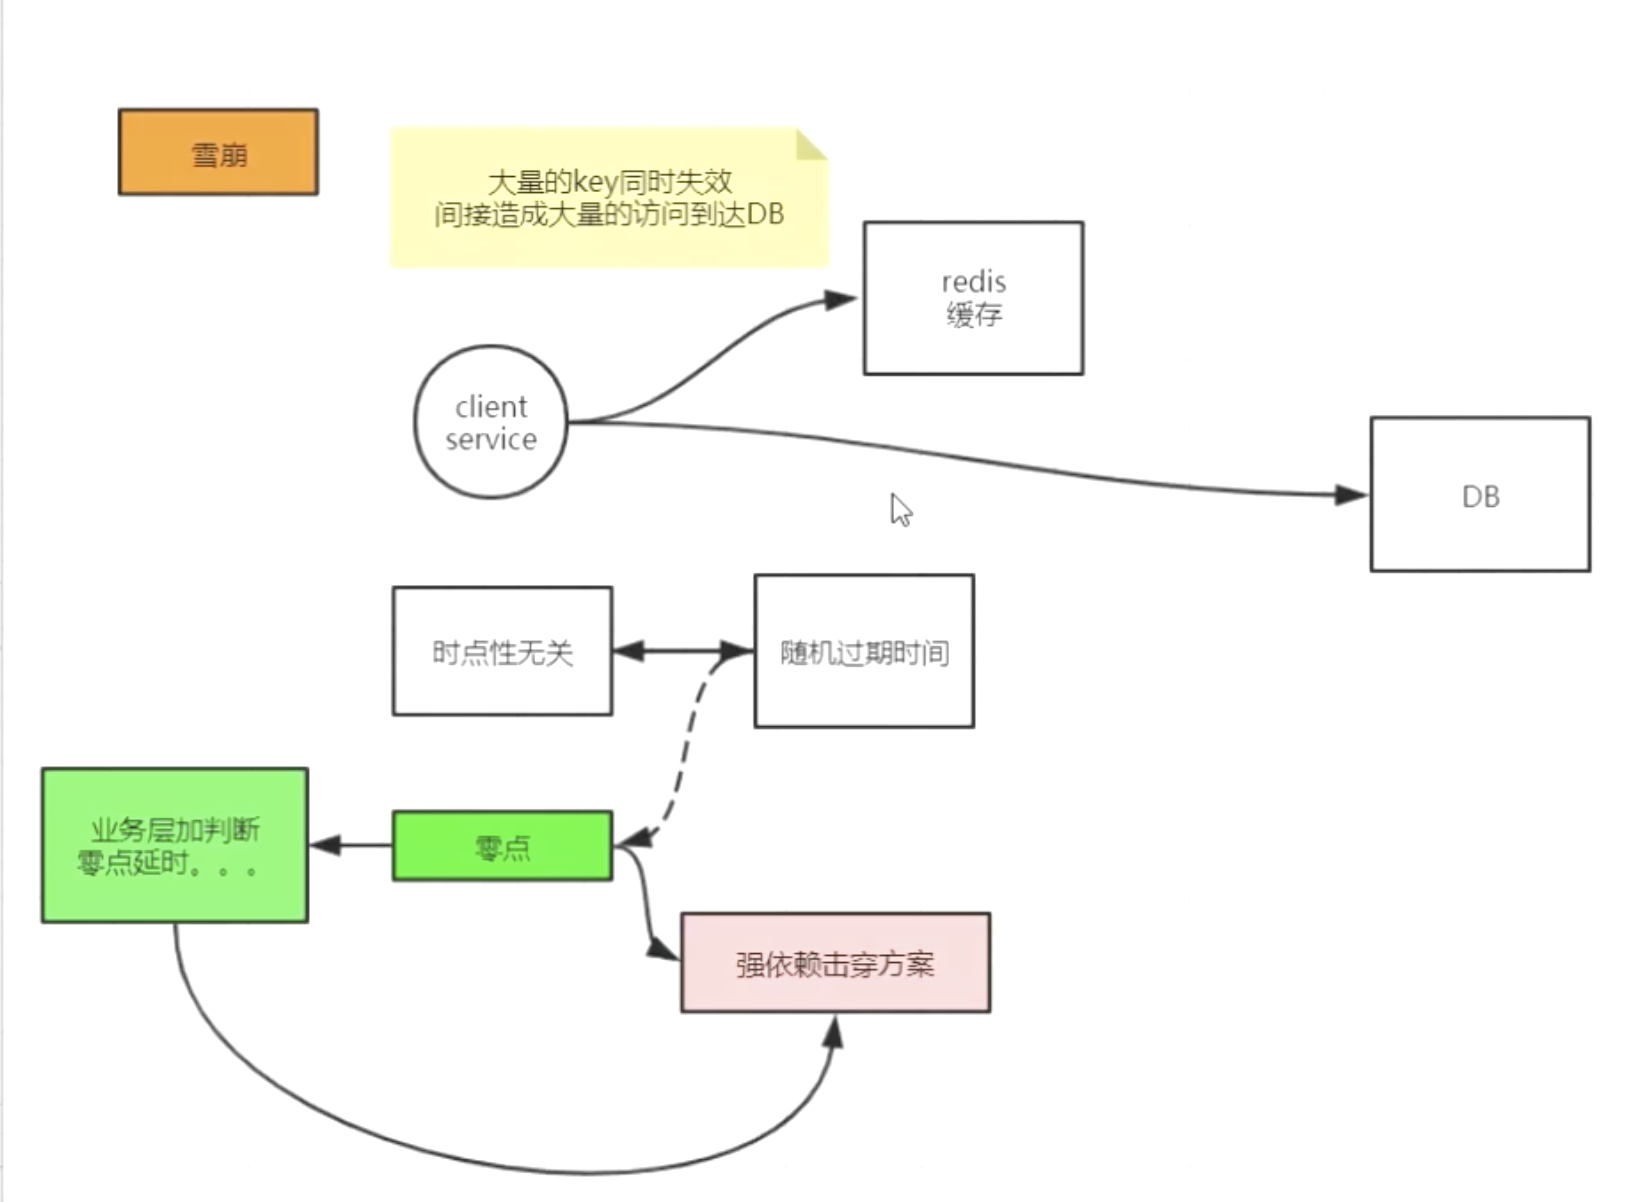 雪崩
大量的key同时失效
间接造成大量的访问到达DB
redis
缓存
client
service
DB
时点性无关
随机过期时间
业务层加判断
零点延时。。。
零点
强依赖击穿方案